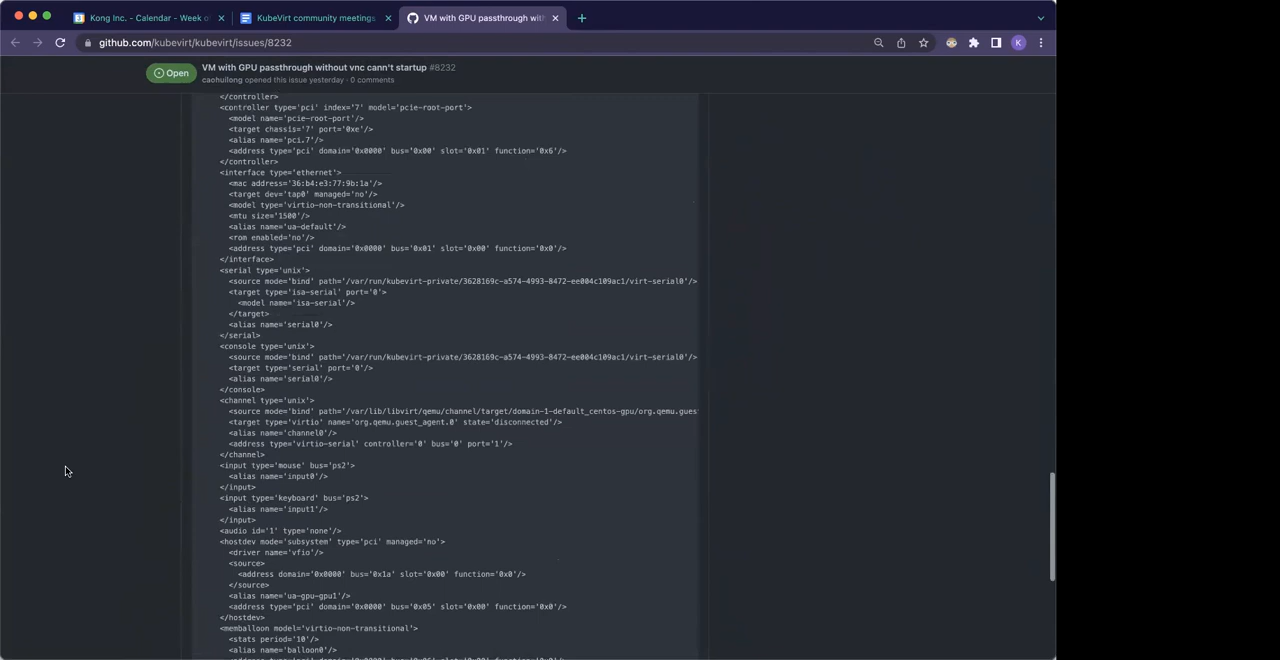 Kong Inc. - Calendar - Week o
KubeVirt community meetings
VM with GPU passthrough with
github.com/kubevirt/kubevirt/issues/8232
K
Open
VM with GPU passthrough without vnc cann't startup #8232
caohuilong opened this issue yesterday · 0 comments
</controller>
<controller type='pci' index='7' model='pcie-root-port'>
<model name='pcie-root-port'/>
<target chassis='7' port='0xe'/>
<alias name='pci.7'/>
<address type='pci' domain='0x0000' bus='0x00' slot='0x01' function='0x6'/>
</controller>
<interface type='ethernet'>
<mac address='36:b4:e3:77:9b:1a'/>
<target dev='tap0' managed='no'/>
<model type='virtio-non-transitional'/>
<mtu size='1500'/>
<alias name='ua-default'/>
<rom enabled='no'/>
<address type='pci' domain='0x0000' bus='0x01' slot='0x00' function='0x0'/>
</interface>
<serial type='unix'>
<source mode='bind' path='/var/run/kubevirt-private/3628169c-a574-4993-8472-ee004c109ac1/virt-serial0'/>
<target type='isa-serial' port='0'>
<model name='isa-serial'/>
</target>
<alias name='serial0'/>
</serial>
<console type='unix'>
<source mode='bind' path='/var/run/kubevirt-private/3628169c-a574-4993-8472-ee004c109ac1/virt-serial0'/>
<target type='serial' port='0'/>
<alias name='serial0'/>
</console>
<channel type='unix'>
<source mode='bind' path='/var/lib/libvirt/qemu/channel/target/domain-1-default_centos-gpu/org.qemu.gues
<target type='virtio' name='org.qemu.guest_agent.0' state='disconnected'/>
<alias name='channel0'/>
<address type='virtio-serial' controller='0' bus='0' port='1'/>
</channel>
<input type='mouse' bus='ps2'>
<alias name='input0'/>
</input>
<input type='keyboard' bus='ps2'>
<alias name='input1'/>
</input>
<audio id='1' type='none'/>
<hostdev mode='subsystem' type='pci' managed='no'>
<driver name='vfio'/>
<source>
<address domain='0x0000' bus='0x1a' slot='0x00' function='0x0'/>
</source>
<alias name='ua-gpu-gpu1'/>
<address type='pci' domain='0x0000' bus='0x05' slot='0x00' function='0x0'/>
</hostdev>
<memballoon model='virtio-non-transitional'>
<stats period='10'/>
<alias name='balloon0'/>